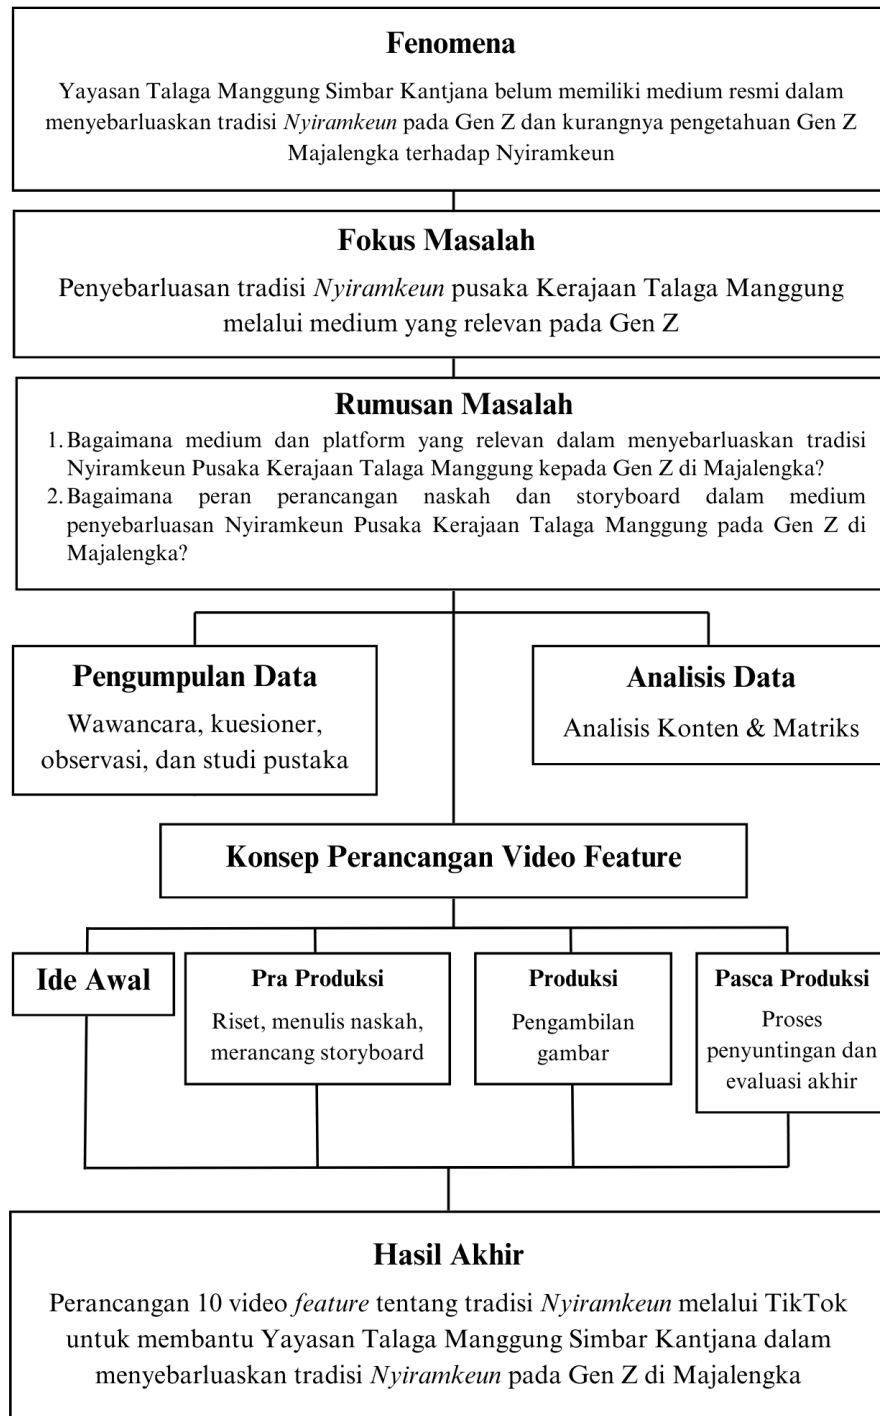 Fenomena
Yayasan Talaga Manggung Simbar Kantjana belum memiliki medium resmi dalam
menyebarluaskan tradisi Nyiramkeun pada Gen Z dan kurangnya pengetahuan Gen Z
Majalengka terhadap Nyiramkeun
Fokus Masalah
Penyebarluasan tradisi Nyiramkeun pusaka Kerajaan Talaga Manggung
melalui medium yang relevan pada Gen Z
Rumusan Masalah
1. Bagaimana medium dan platform yang relevan dalam menyebarluaskan tradisi
Nyiramkeun Pusaka Kerajaan Talaga Manggung kepada Gen Z di Majalengka?
2. Bagaimana peran perancangan naskah dan storyboard dalam medium
penyebarluasan Nyiramkeun Pusaka Kerajaan Talaga Manggung pada Gen Z di
Majalengka?
Pengumpulan Data
Wawancara, kuesioner,
observasi, dan studi pustaka
Analisis Data
Analisis Konten & Matriks
Konsep Perancangan Video Feature
Ide Awal
Pra Produksi
Riset, menulis naskah,
merancang storyboard
Produksi
Pengambilan
gambar
Pasca Produksi
Proses
penyuntingan dan
evaluasi akhir
Hasil Akhir
Perancangan 10 video feature tentang tradisi Nyiramkeun melalui TikTok
untuk membantu Yayasan Talaga Manggung Simbar Kantjana dalam
menyebarluaskan tradisi Nyiramkeun pada Gen Z di Majalengka